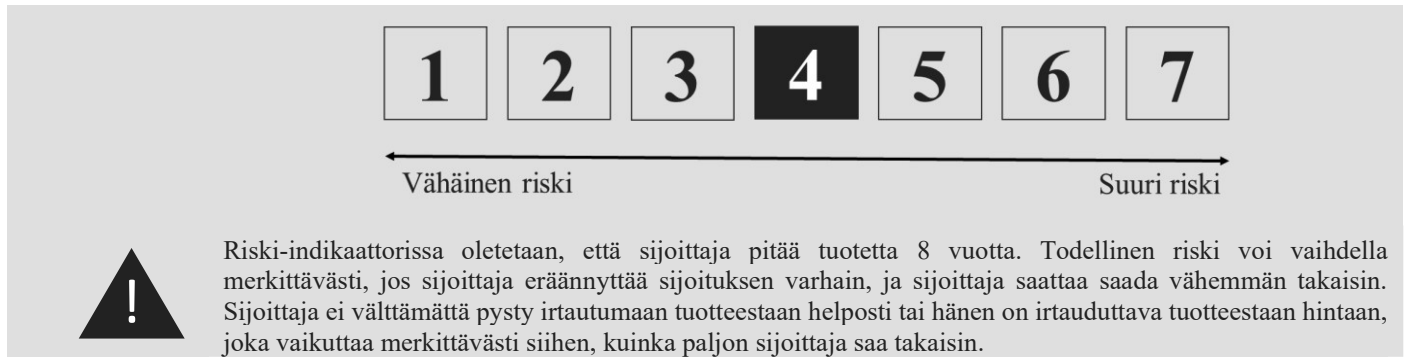 1 2 3 4 5 6 7
Vähäinen riski Suuri riski
Riski-indikaattorissa oletetaan, että sijoittaja pitää tuotetta 8 vuotta. Todellinen riski voi vaihdella
merkittävästi, jos sijoittaja eräännyttää sijoituksen varhain, ja sijoittaja saattaa saada vähemmän takaisin.
Sijoittaja ei välttämättä pysty irtautumaan tuotteestaan helposti tai hänen on irtauduttava tuotteestaan hintaan,
joka vaikuttaa merkittävästi siihen, kuinka paljon sijoittaja saa takaisin.
!